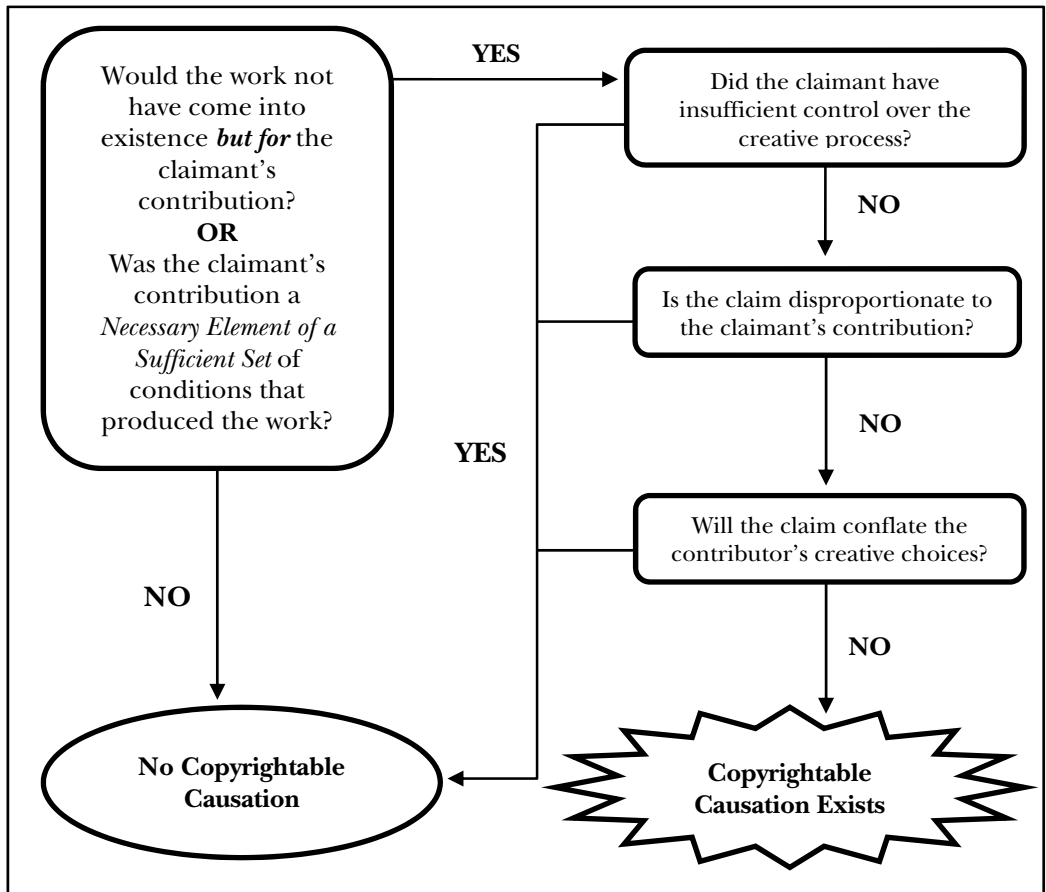 Would the work not
have come into
existence but for the
claimant's
contribution?
OR
Was the claimant's
contribution a
Necessary Element of a
Sufficient Set of
conditions that
produced the work?
YES
Did the claimant have
insufficient control over the
creative process?
NO
Is the claim disproportionate to
the claimant's contribution?
NO
YES
Will the claim conflate the
contributor's creative choices?
NO
NO
No Copyrightable
Causation
Copyrightable
Causation Exists